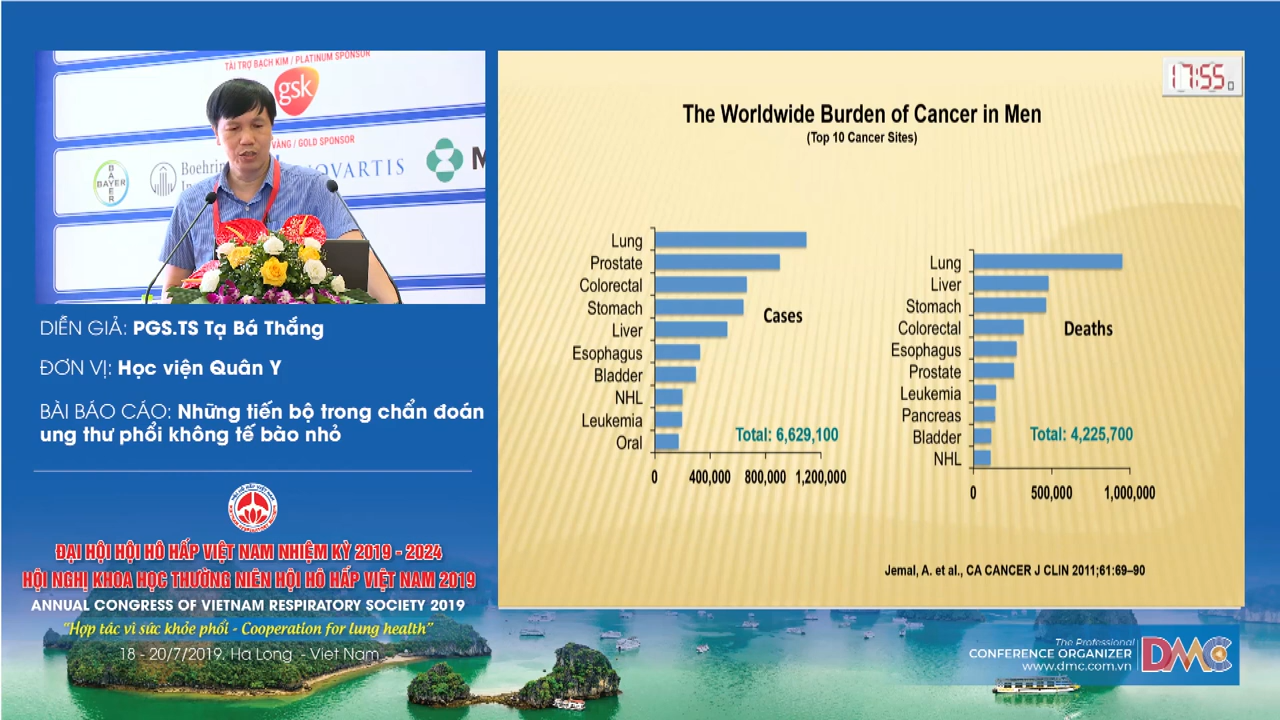 TÀI TRỢ BẠCH KIM / PLATINUM SPONSOR
gsk
VÀNG / GOLD SPONSOR
BAYER
BAYER
NOVARTIS
DIỄN GIẢ: PGS.TS Tạ Bá Thắng
ĐƠN VỊ: Học viện Quân Y
BÀI BÁO CÁO: Những tiến bộ trong chẩn đoán
ung thư phổi không tế bào nhỏ
ĐẠI HỘI HỘI HÔ HẤP VIỆT NAM NHIỆM KỲ 2019 - 2024
HỘI NGHỊ KHOA HỌC THƯỜNG NIÊN HỘI HÔ HẤP VIỆT NAM 2019
ANNUAL CONGRESS OF VIETNAM RESPIRATORY SOCIETY 2019
“Hợp tác vì sức khỏe phổi - Cooperation for lung health”
18 - 20/7/2019. Ha Long - Viet Nam
17:55
The Worldwide Burden of Cancer in Men
(Top 10 Cancer Sites)
Lung
Prostate
Colorectal
Stomach
Liver
Esophagus
Bladder
NHL
Leukemia
Oral
Cases
Total: 6,629,100
0 400,000 800,000 1,200,000
Lung
Liver
Stomach
Colorectal
Esophagus
Prostate
Leukemia
Pancreas
Bladder
NHL
Deaths
Total: 4,225,700
0 500,000 1,000,000
Jemal, A. et al., CA CANCER J CLIN 2011;61:69–90
The Professional
CONFERENCE ORGANIZER
www.dmc.com.vn
DMC